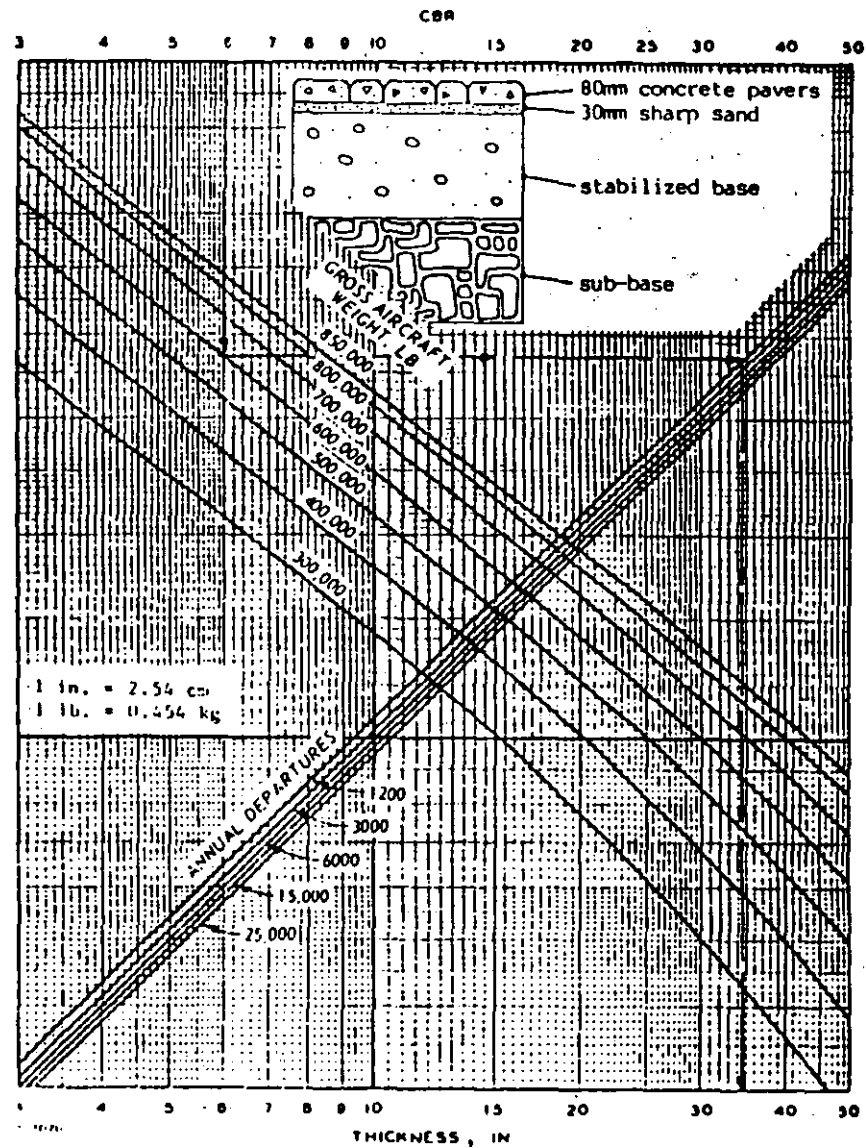 CBR
3 4 5 6 7 8 9 10 15 20 30 40 50
80mm concrete pavers
30mm sharp sand
stabilized base
sub-base
GROSS AIRCRAFT
WEIGHT, LB
850,000
800,000
700,000
600,000
500,000
400,000
300,000
1 in. = 2.54 cm
1 lb. = 0.454 kg
ANNUAL DEPARTURES
1200
3000
6000
15,000
25,000
4 5 6 7 8 9 10 15 20 30 40 50
THICKNESS, IN